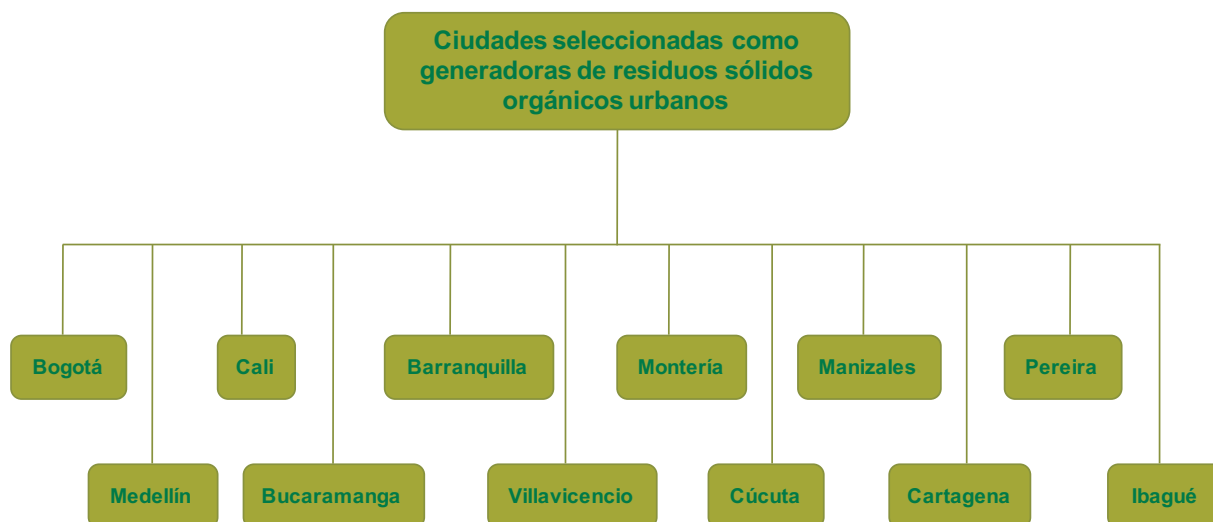 Ciudades seleccionadas como
generadoras de residuos sólidos
orgánicos urbanos
Bogotá
Cali
Barranquilla
Montería
Manizales
Pereira
Medellín
Bucaramanga
Villavicencio
Cúcuta
Cartagena
Ibagué